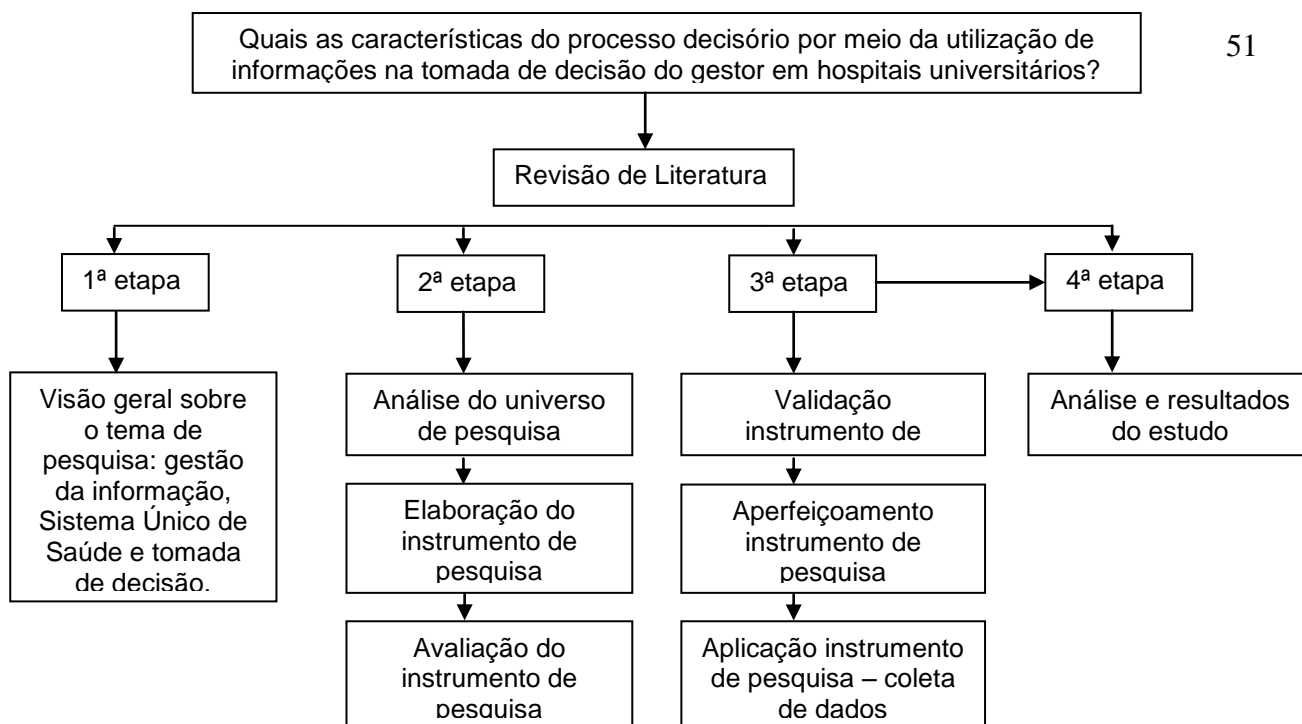 51
Quais as características do processo decisório por meio da utilização de
informações na tomada de decisão do gestor em hospitais universitários?
Revisão de Literatura
1ª etapa
2ª etapa
3ª etapa
4ª etapa
Visão geral sobre
o tema de
pesquisa: gestão
da informação,
Sistema Único de
Saúde e tomada
de decisão.
Análise do universo
de pesquisa
Elaboração do
instrumento de
pesquisa
Avaliação do
instrumento de
pesquisa
Validação
instrumento de
Aperfeiçoamento
instrumento de
pesquisa
Aplicação instrumento
de pesquisa – coleta
de dados
Análise e resultados
do estudo